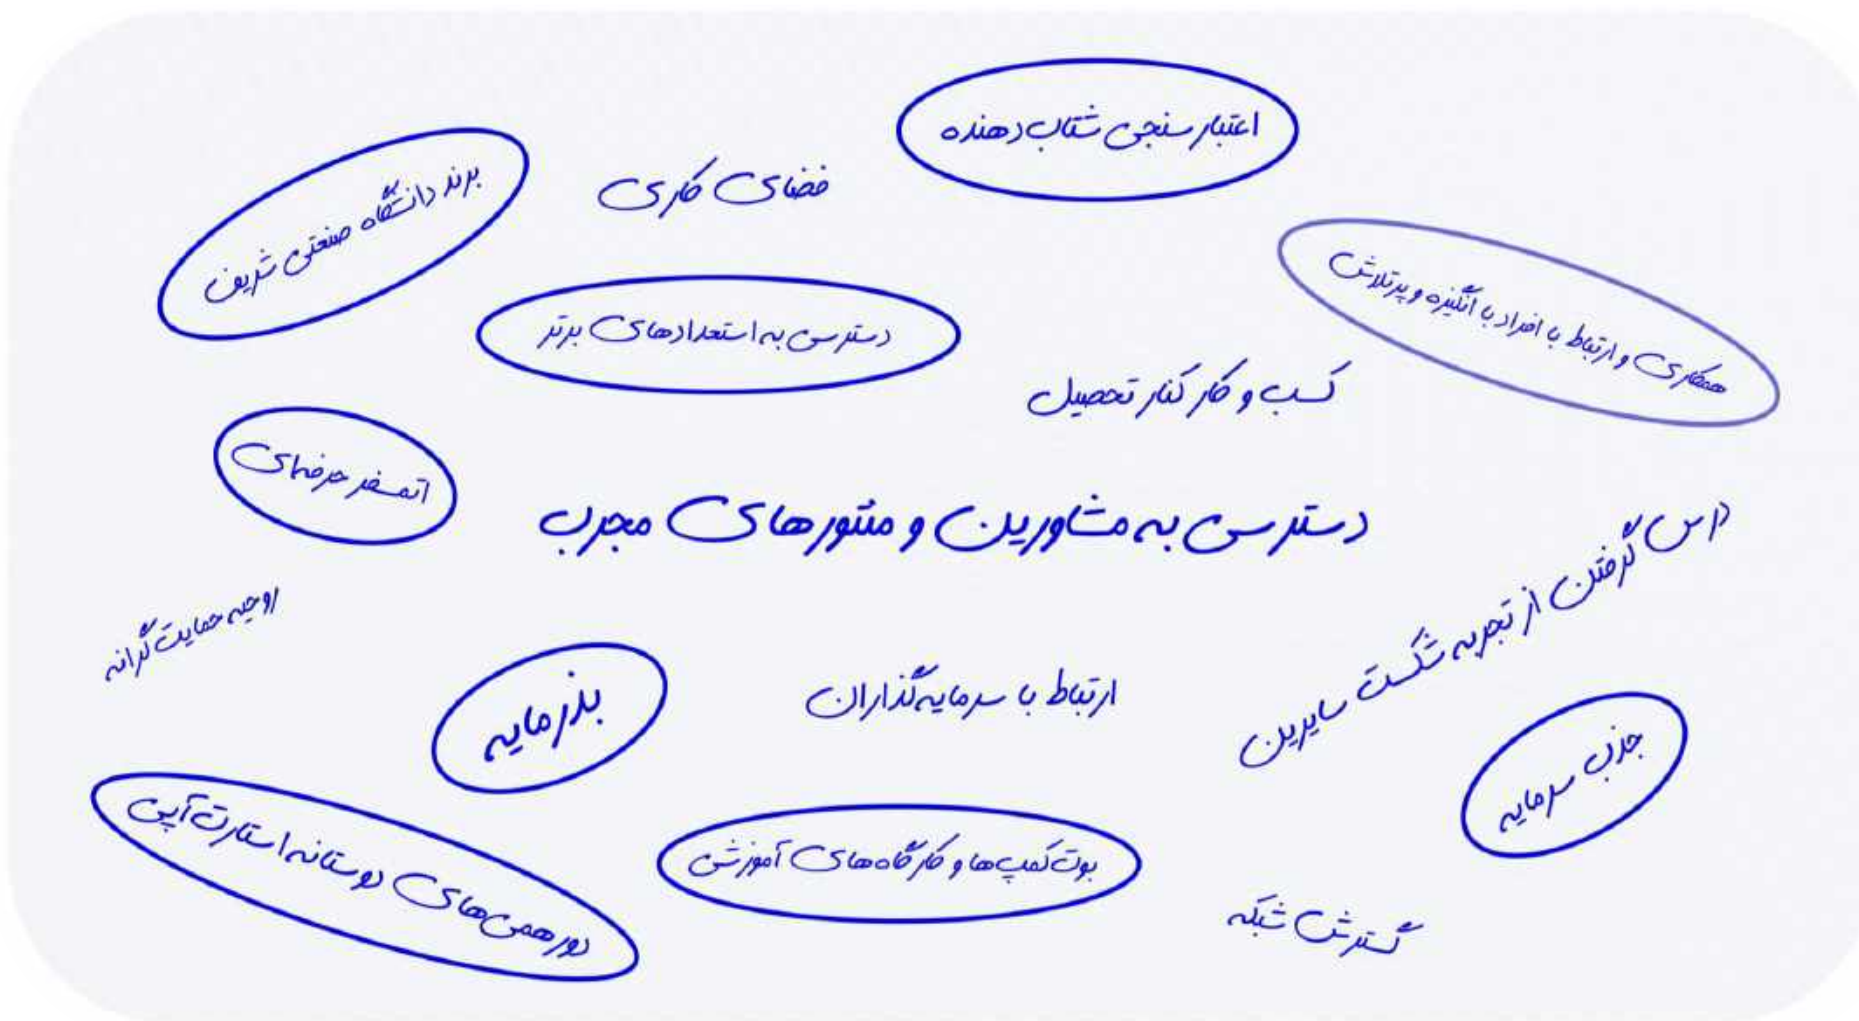 اعتبارسنجی شتاب‌دهنده
فضای کاری
برند دانشگاه صنعتی شریف
همکاری و ارتباط با افراد با انگیزه و پرتلاش
دسترسی به استعدادهای برتر
کسب و کار کنار تحصیل
اتمسفر حرفه‌ای
دسترسی به مشاورین و منتورهای مجرب
درس گرفتن از تجربه شکست سایرین
روحیه حمایت‌گرانه
ارتباط با سرمایه‌گذاران
بذرمایه
جذب سرمایه
دورهمی‌های دوستانه استارت‌آپی
بوت‌کمپ‌ها و کارگاه‌های آموزشی
گسترش شبکه